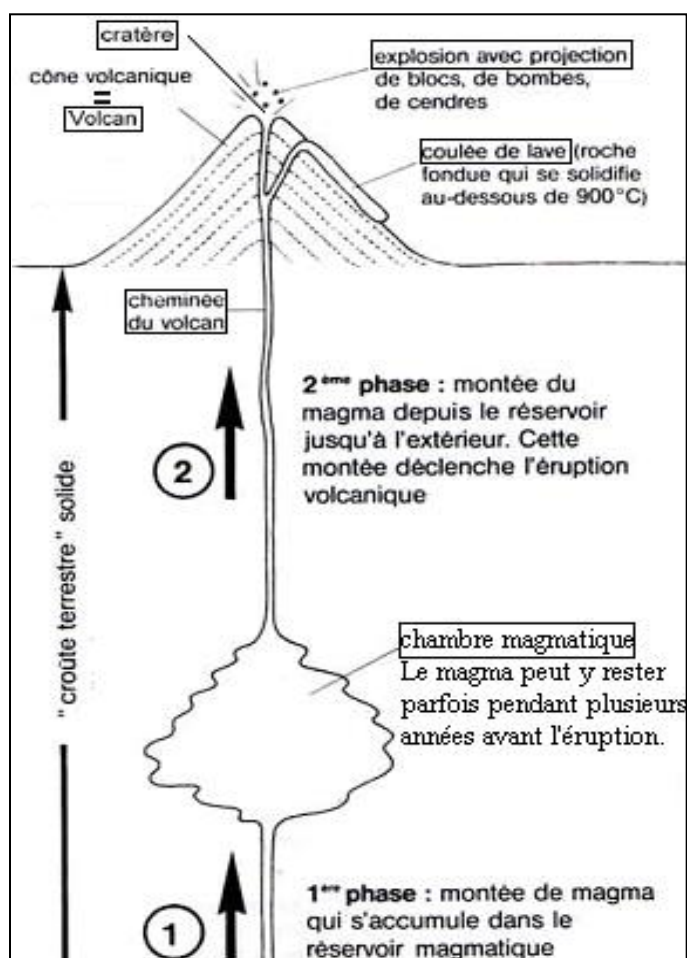 cratère
cône volcanique
=
Volcan
explosion avec projection
de blocs, de bombes,
de cendres
coulée de lave (roche
fondue qui se solidifie
au-dessous de 900°C)
cheminée
du volcan
2ème phase : montée du
magma depuis le réservoir
jusqu'à l'extérieur. Cette
montée déclenche l'éruption
volcanique
2
"croûte terrestre" solide
chambre magmatique
Le magma peut y rester
parfois pendant plusieurs
années avant l'éruption.
1ère phase : montée de magma
qui s'accumule dans le
réservoir magmatique
1